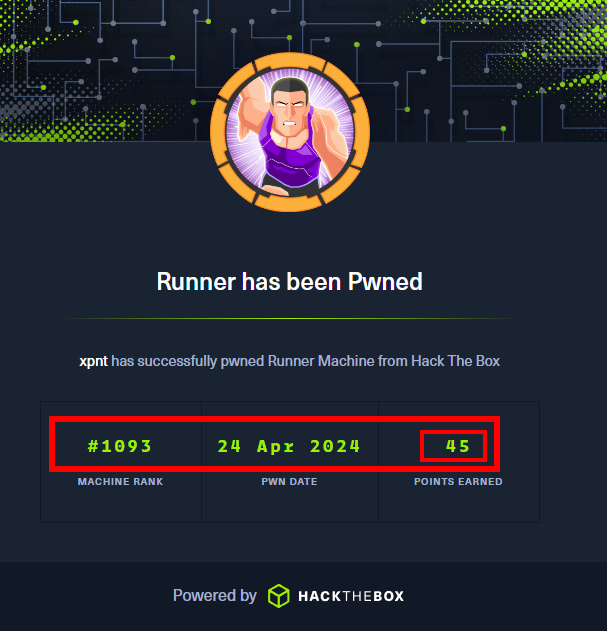 Runner has been Pwned
xpnt has successfully pwned Runner Machine from Hack The Box
#1093 24 Apr 2024 45
MACHINE RANK PWN DATE POINTS EARNED
Powered by HACKTHEBOX